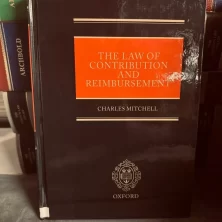 THE LAW OF
CONTRIBUTION
AND
REIMBURSEMENT
CHARLES MITCHELL
OXFORD
ARCHBOLD